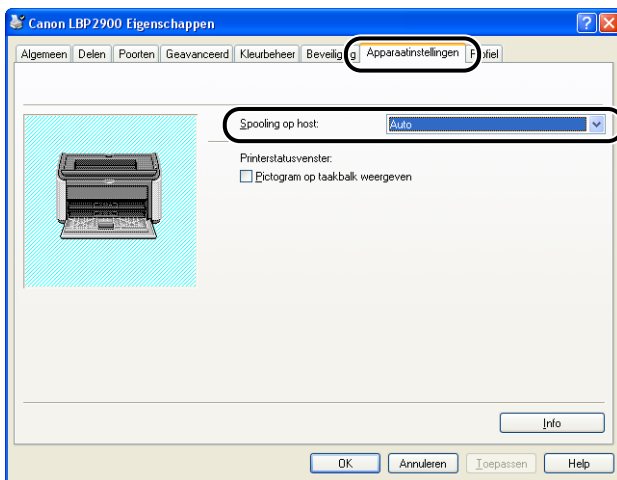 Canon LBP2900 Eigenschappen
Algemeen Delen Poorten Geavanceerd Kleurbeheer Apparaatinstellingen
Spooling op host: Auto
Printerstatusvenster:
Pictogram op taakbalk weergeven
Info
OK Annuleren Toepassen Help